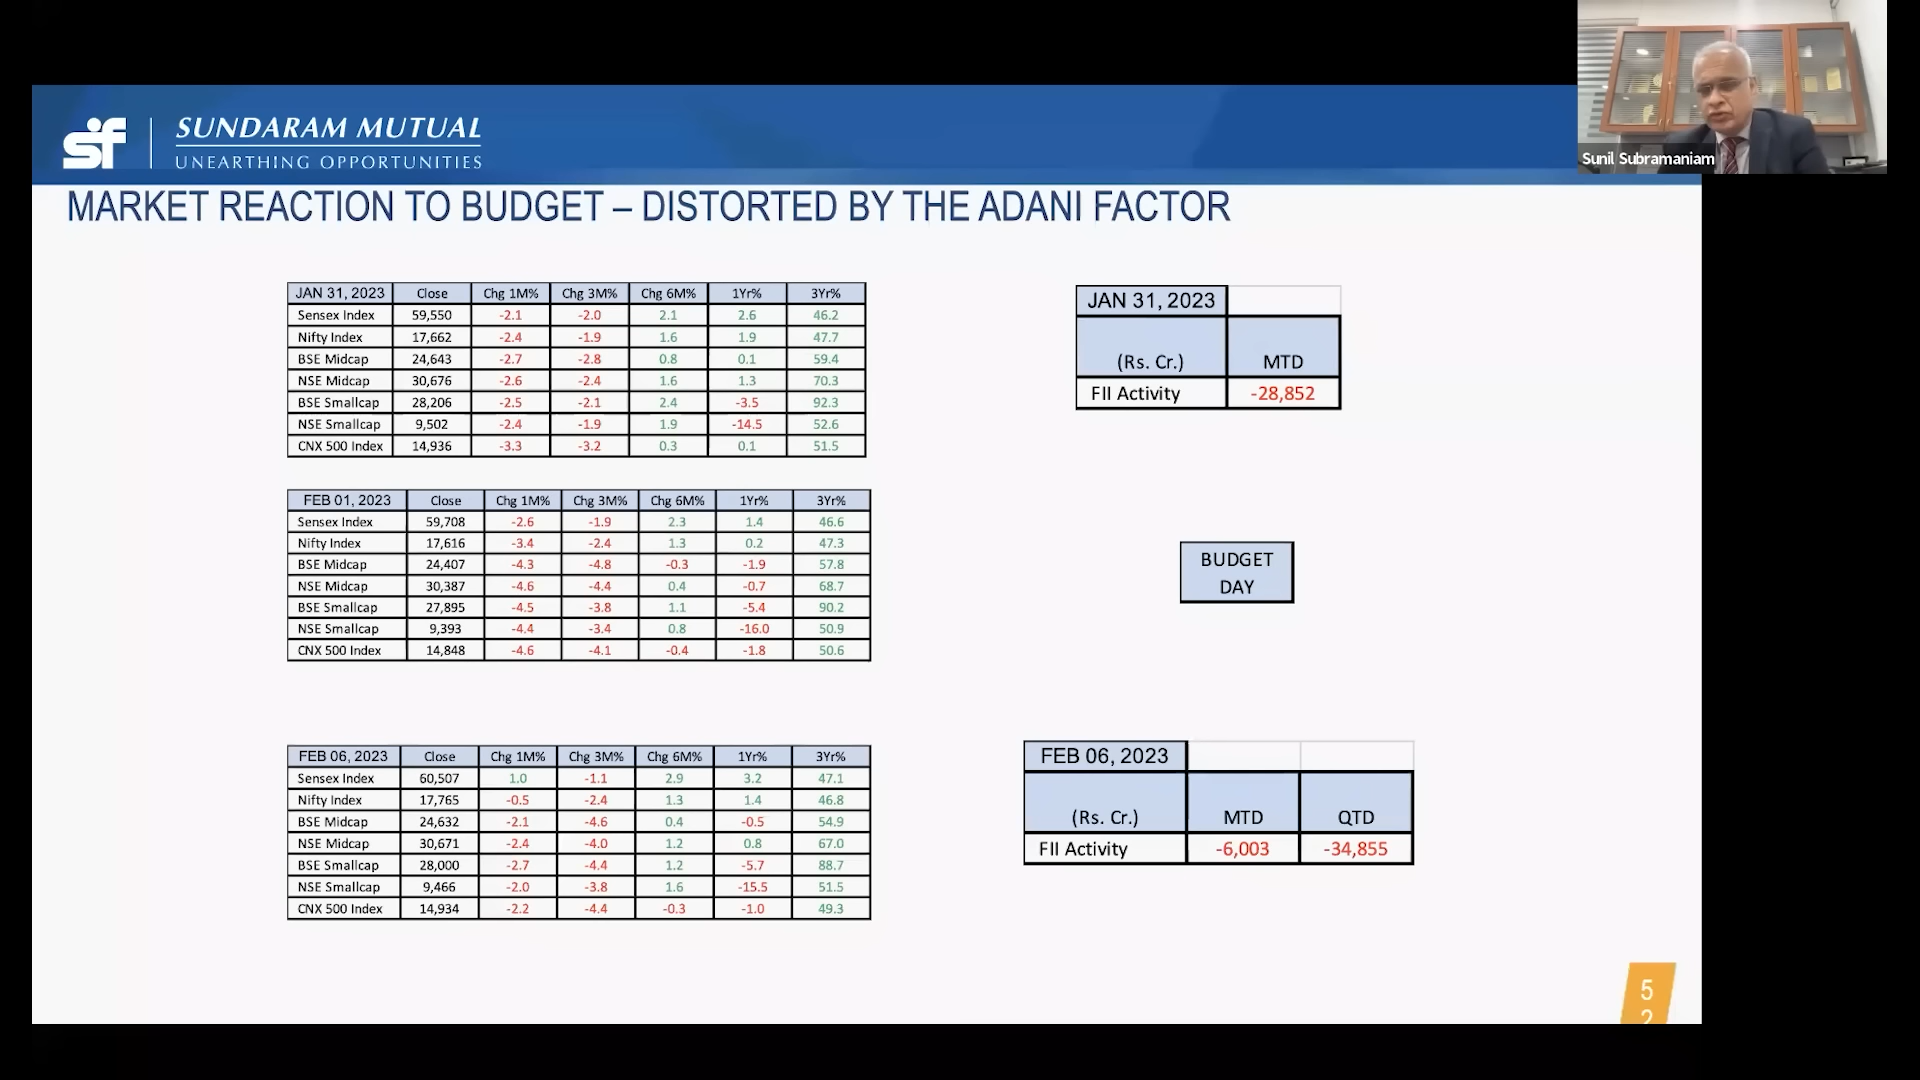 Sunil Subramaniam
sf
SUNDARAM MUTUAL
UNEARTHING OPPORTUNITIES
MARKET REACTION TO BUDGET – DISTORTED BY THE ADANI FACTOR
JAN 31, 2023 Close Chg 1M% Chg 3M% Chg 6M% 1Yr% 3Yr%
Sensex Index 59,550 -2.1 -2.0 2.1 2.6 46.2
Nifty Index 17,662 -2.4 -1.9 1.6 1.9 47.7
BSE Midcap 24,643 -2.7 -2.8 0.8 0.1 59.4
NSE Midcap 30,676 -2.6 -2.4 1.6 1.3 70.3
BSE Smallcap 28,206 -2.5 -2.1 2.4 -3.5 92.3
NSE Smallcap 9,502 -2.4 -1.9 1.9 -14.5 52.6
CNX 500 Index 14,936 -3.3 -3.2 0.3 0.1 51.5
JAN 31, 2023
(Rs. Cr.) MTD
FII Activity -28,852
FEB 01, 2023 Close Chg 1M% Chg 3M% Chg 6M% 1Yr% 3Yr%
Sensex Index 59,708 -2.6 -1.9 2.3 1.4 46.6
Nifty Index 17,616 -3.4 -2.4 1.3 0.2 47.3
BSE Midcap 24,407 -4.3 -4.8 -0.3 -1.9 57.8
NSE Midcap 30,387 -4.6 -4.4 0.4 -0.7 68.7
BSE Smallcap 27,895 -4.5 -3.8 1.1 -5.4 90.2
NSE Smallcap 9,393 -4.4 -3.4 0.8 -16.0 50.9
CNX 500 Index 14,848 -4.6 -4.1 -0.4 -1.8 50.6
BUDGET
DAY
FEB 06, 2023 Close Chg 1M% Chg 3M% Chg 6M% 1Yr% 3Yr%
Sensex Index 60,507 1.0 -1.1 2.9 3.2 47.1
Nifty Index 17,765 -0.5 -2.4 1.3 1.4 46.8
BSE Midcap 24,632 -2.1 -4.6 0.4 -0.5 54.9
NSE Midcap 30,671 -2.4 -4.0 1.2 0.8 67.0
BSE Smallcap 28,000 -2.7 -4.4 1.2 -5.7 88.7
NSE Smallcap 9,466 -2.0 -3.8 1.6 -15.5 51.5
CNX 500 Index 14,934 -2.2 -4.4 -0.3 -1.0 49.3
FEB 06, 2023
(Rs. Cr.) MTD QTD
FII Activity -6,003 -34,855
5
2